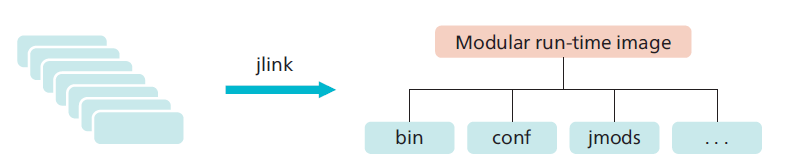 jlink
Modular run-time image
bin
conf
jmods
...